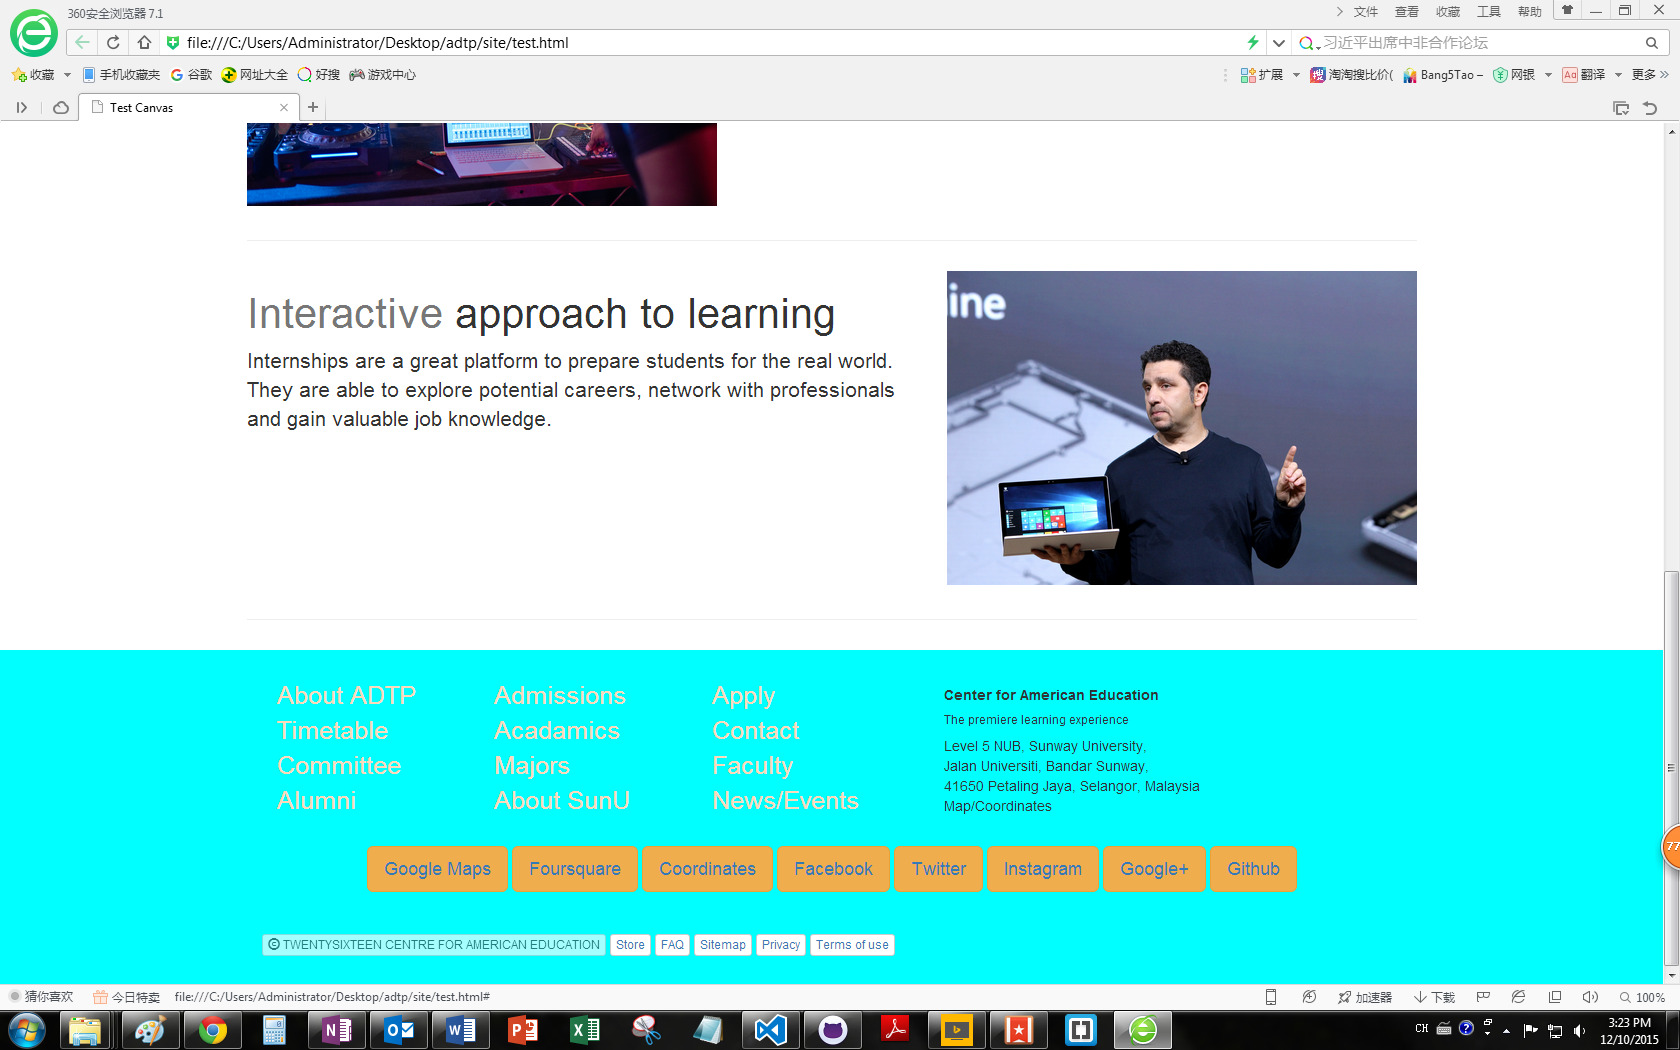 360安全浏览器 7.1
文件 查看 收藏 工具 帮助
file:///C:/Users/Administrator/Desktop/adtp/site/test.html
习近平出席中非合作论坛
收藏 手机收藏夹 谷歌 网址大全 好搜 游戏中心
扩展 淘淘搜比价( Bang5Tao – 网银 Aa 翻译 更多 »
Test Canvas
ine
Interactive approach to learning
Internships are a great platform to prepare students for the real world.
They are able to explore potential careers, network with professionals
and gain valuable job knowledge.
About ADTP Admissions Apply
Timetable Acadamics Contact
Committee Majors Faculty
Alumni About SunU News/Events
Center for American Education
The premiere learning experience
Level 5 NUB, Sunway University,
Jalan Universiti, Bandar Sunway,
41650 Petaling Jaya, Selangor, Malaysia
Map/Coordinates
77
Google Maps Foursquare Coordinates Facebook Twitter Instagram Google+ Github
© TWENTYSIXTEEN CENTRE FOR AMERICAN EDUCATION Store FAQ Sitemap Privacy Terms of use
猜你喜欢 今日特卖 file:///C:/Users/Administrator/Desktop/adtp/site/test.html#
加速器 下载 100%
CH 3:23 PM
12/10/2015